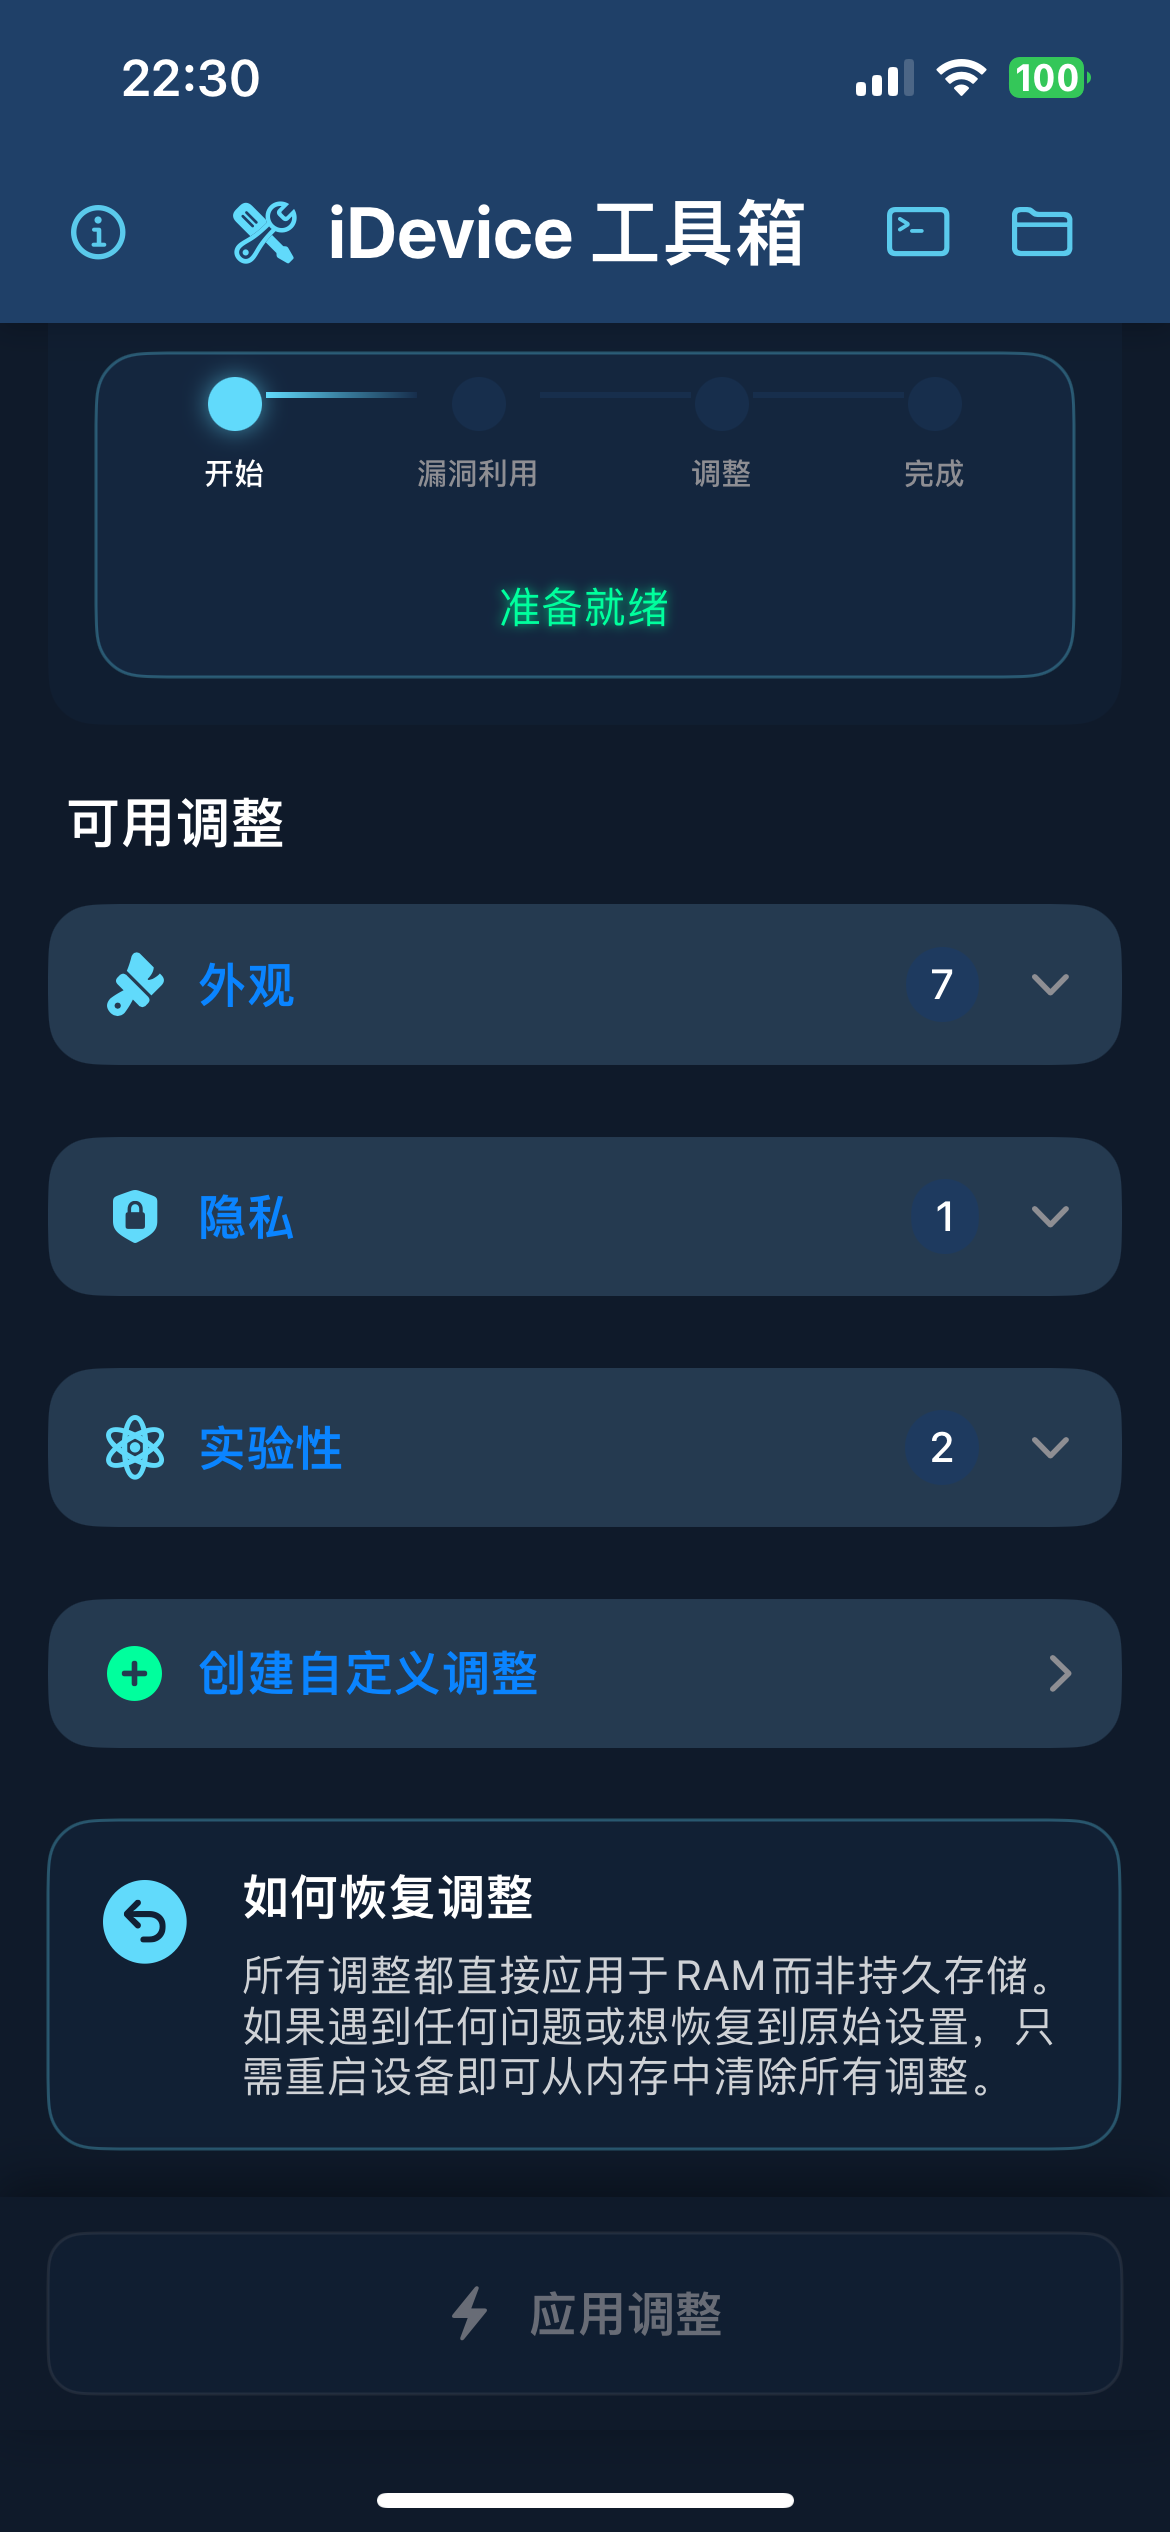 22:30
100
iDevice 工具箱
开始
漏洞利用
调整
完成
准备就绪
可用调整
外观
7
隐私
1
实验性
2
创建自定义调整
如何恢复调整
所有调整都直接应用于RAM而非持久存储。
如果遇到任何问题或想恢复到原始设置，只
需重启设备即可从内存中清除所有调整。
应用调整